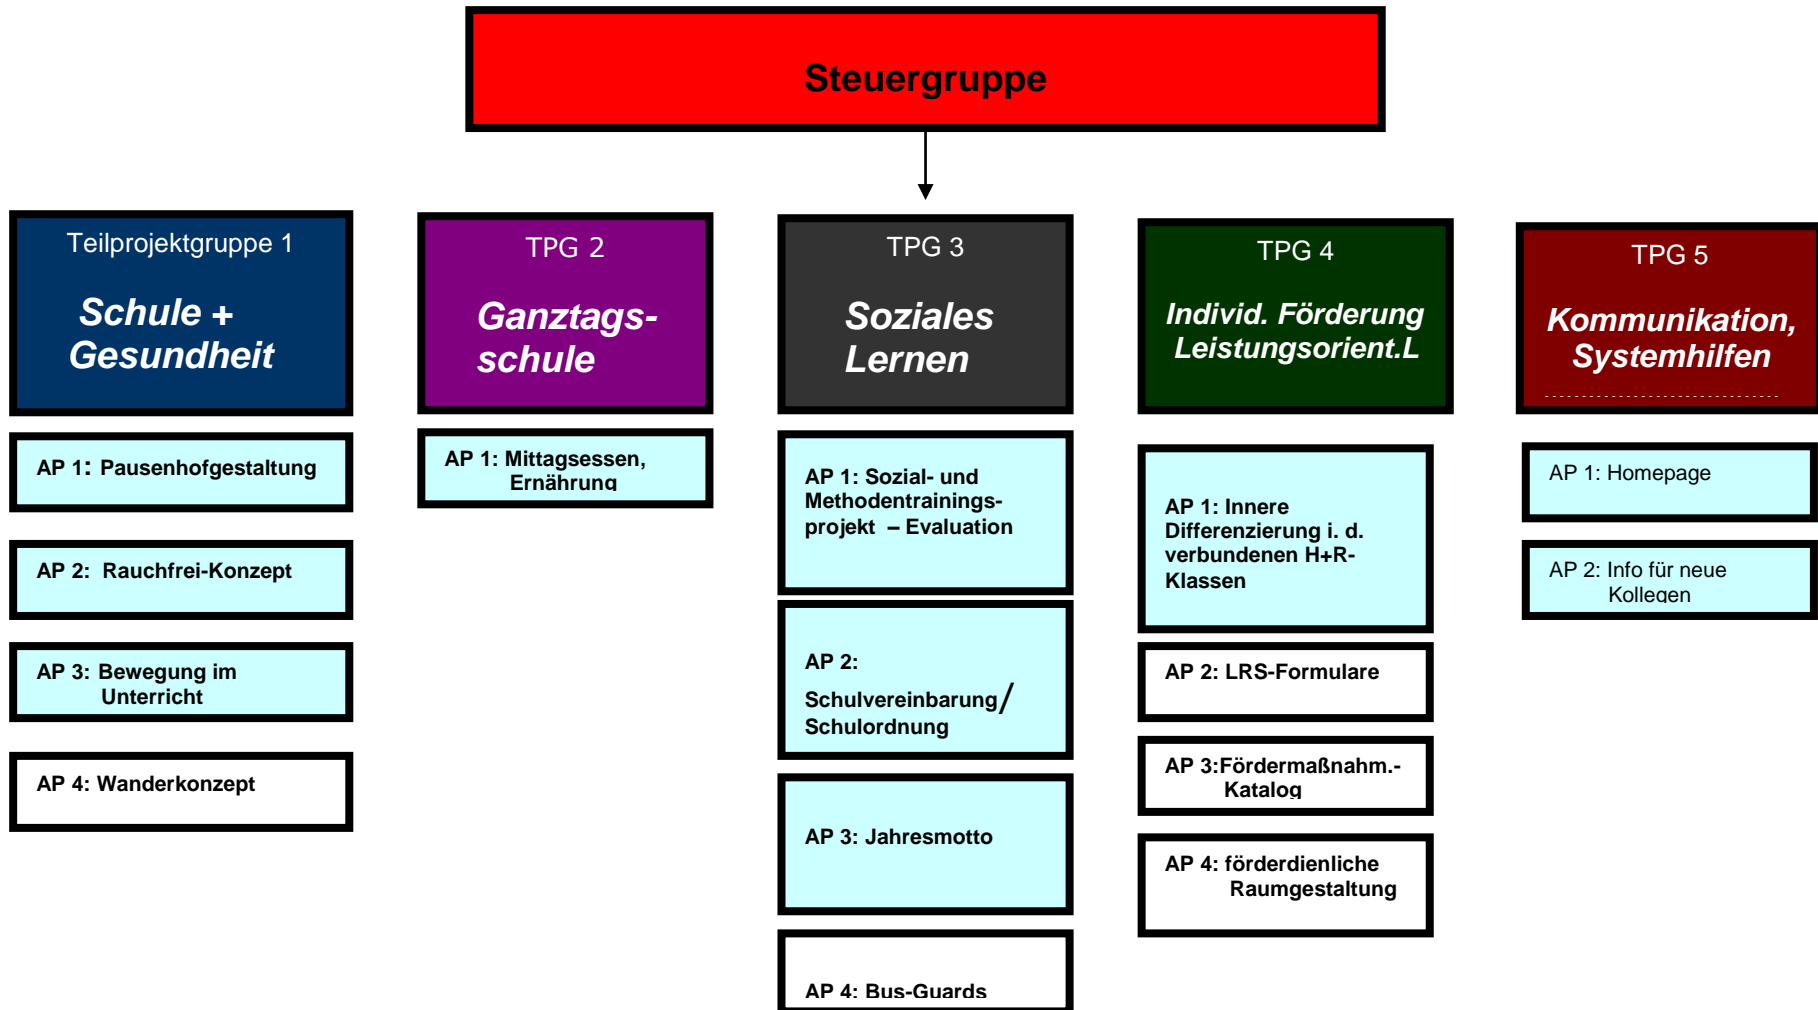 Steuergruppe
Teilprojektgruppe 1
Schule +
Gesundheit
AP 1: Pausenhofgestaltung
AP 2: Rauchfrei-Konzept
AP 3: Bewegung im
Unterricht
AP 4: Wanderkonzept
TPG 2
Ganztags-
schule
AP 1: Mittagsessen,
Ernährung
TPG 3
Soziales
Lernen
AP 1: Sozial- und
Methodentrainings-
projekt – Evaluation
AP 2:
Schulvereinbarung/
Schulordnung
AP 3: Jahresmotto
AP 4: Bus-Guards
TPG 4
Individ. Förderung
Leistungsorient.L
AP 1: Innere
Differenzierung i. d.
verbundenen H+R-
Klassen
AP 2: LRS-Formulare
AP 3:Fördermaßnahm.-
Katalog
AP 4: förderdienliche
Raumgestaltung
TPG 5
Kommunikation,
Systemhilfen
AP 1: Homepage
AP 2: Info für neue
Kollegen